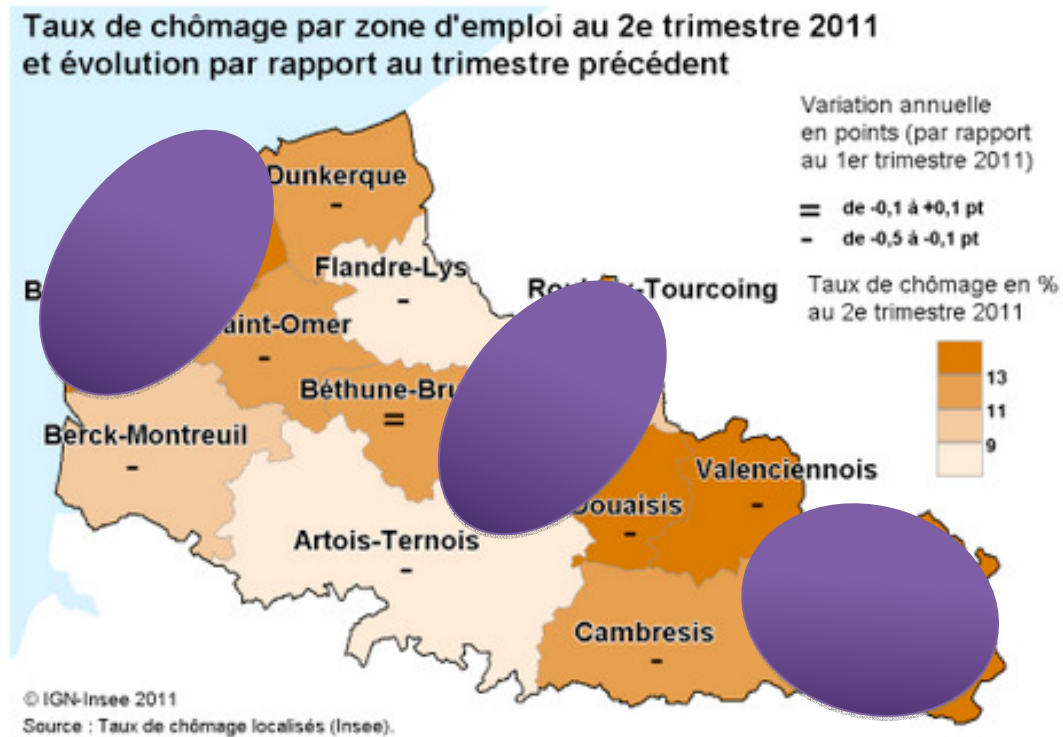 Taux de chômage par zone d'emploi au 2e trimestre 2011
et évolution par rapport au trimestre précédent
Variation annuelle
en points (par rapport
au 1er trimestre 2011)
= de -0,1 à +0,1 pt
- de -0,5 à -0,1 pt
Taux de chômage en %
au 2e trimestre 2011
13
11
9
Dunkerque
-
Flandre-Lys
-
-Tourcoing
aint-Omer
-
Béthune-Bru
=
Berck-Montreuil
-
Valenciennois
-
Douaisis
-
Artois-Ternois
-
Cambresis
-
© IGN-Insee 2011
Source : Taux de chômage localisés (Insee).